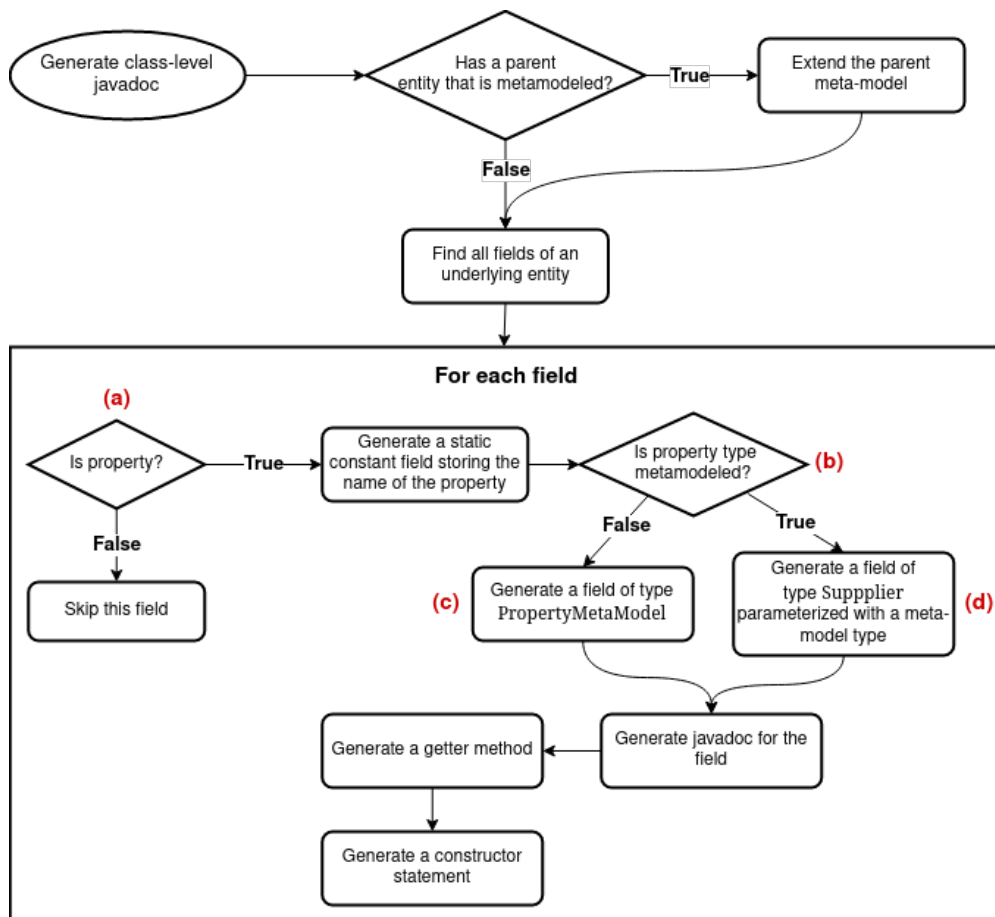 Generate class-level
javadoc
Has a parent
entity that is metamodeled?
True
Extend the parent
meta-model
False
Find all fields of an
underlying entity
For each field
(a)
Is property?
True
Generate a static
constant field storing the
name of the property
Is property type
metamodeled?
(b)
False
Skip this field
False
True
(c)
Generate a field of type
PropertyMetaModel
Generate a field of
type Suppplier
parameterized with a meta-
model type
(d)
Generate a getter method
Generate javadoc for the
field
Generate a constructor
statement